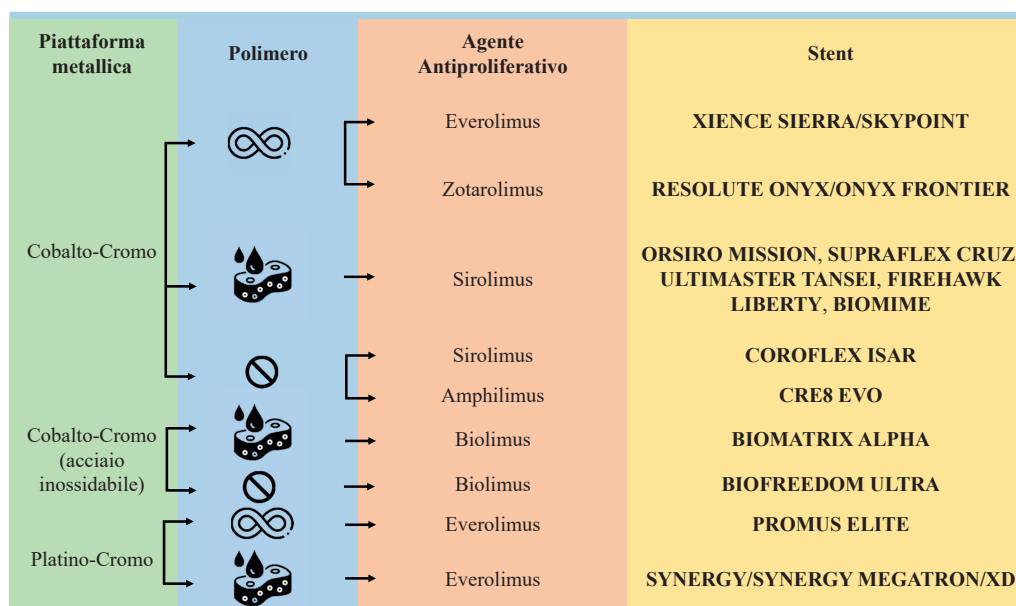 Piattaforma
metallica
Polimero
Agente
Antiproliferativo
Stent
Everolimus
XIENCE SIERRA/SKYPOINT
Zotarolimus
RESOLUTE ONYX/ONYX FRONTIER
Cobalto-Cromo
Sirolimus
ORSIRO MISSION, SUPRAFLEX CRUZ
ULTIMASTER TANSEI, FIREHAWK
LIBERTY, BIOMIME
Sirolimus
COROFLEX ISAR
Amphilimus
CRE8 EVO
Cobalto-Cromo
(acciaio
inossidabile)
Biolimus
BIOMATRIX ALPHA
Biolimus
BIOFREEDOM ULTRA
Everolimus
PROMUS ELITE
Platino-Cromo
Everolimus
SYNERGY/SYNERGY MEGATRON/XD